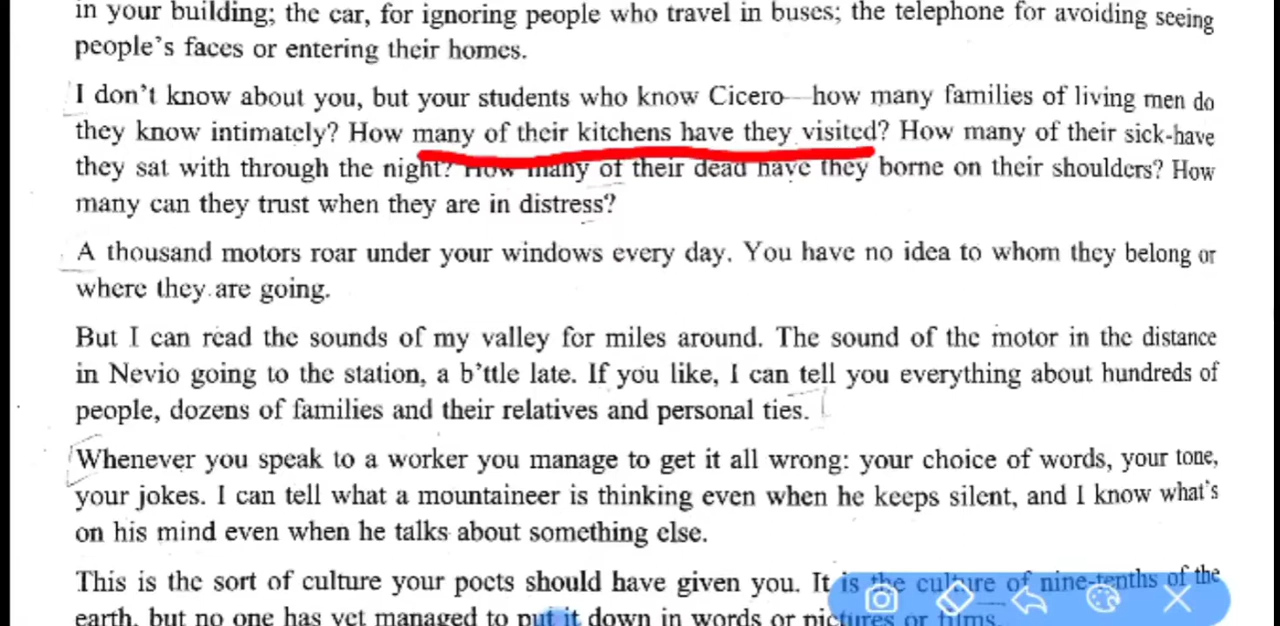 in your building; the car, for ignoring people who travel in buses; the telephone for avoiding seeing
people's faces or entering their homes.
I don't know about you, but your students who know Cicero—how many families of living men do
they know intimately? How many of their kitchens have they visited? How many of their sick-have
they sat with through the night? How many of their dead have they borne on their shoulders? How
many can they trust when they are in distress?
A thousand motors roar under your windows every day. You have no idea to whom they belong or
where they are going.
But I can read the sounds of my valley for miles around. The sound of the motor in the distance
in Nevio going to the station, a b'ttle late. If you like, I can tell you everything about hundreds of
people, dozens of families and their relatives and personal ties.
Whenever you speak to a worker you manage to get it all wrong: your choice of words, your tone,
your jokes. I can tell what a mountaineer is thinking even when he keeps silent, and I know what's
on his mind even when he talks about something else.
This is the sort of culture your poets should have given you. It is the culture of nine-tenths of the
earth, but no one has yet managed to put it down in words or pictures or films.